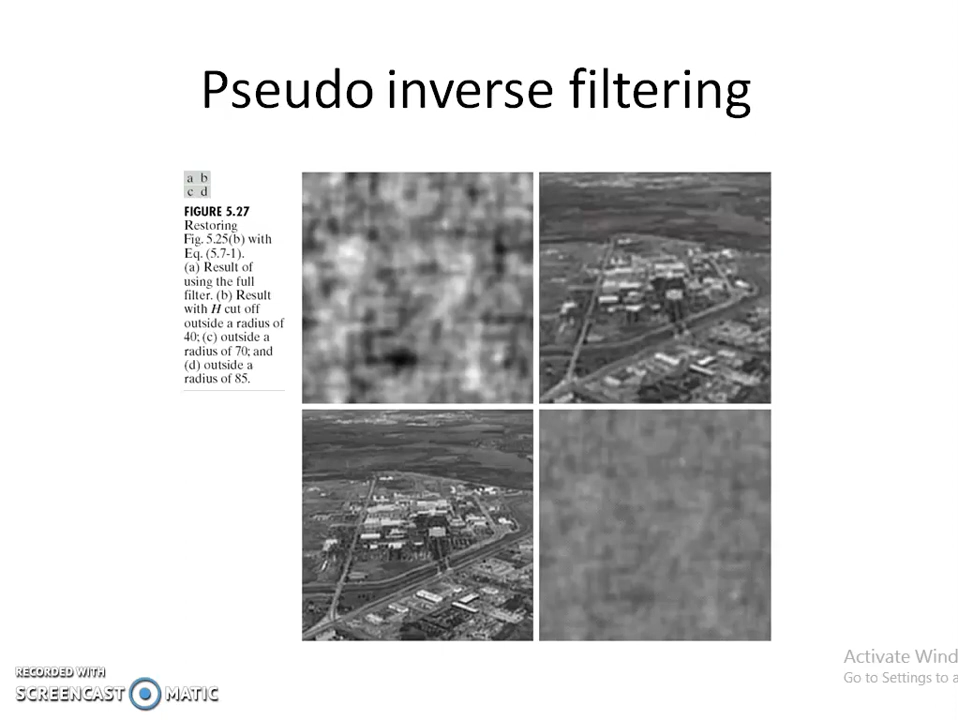 Pseudo inverse filtering
a b
c d
FIGURE 5.27
Restoring
Fig. 5.25(b) with
Eq. (5.7-1).
(a) Result of
using the full
filter. (b) Result
with H cut off
outside a radius of
40; (c) outside a
radius of 70; and
(d) outside a
radius of 85.
Activate Wind
Go to Settings to a
RECORDED WITH
SCREENCAST MATIC